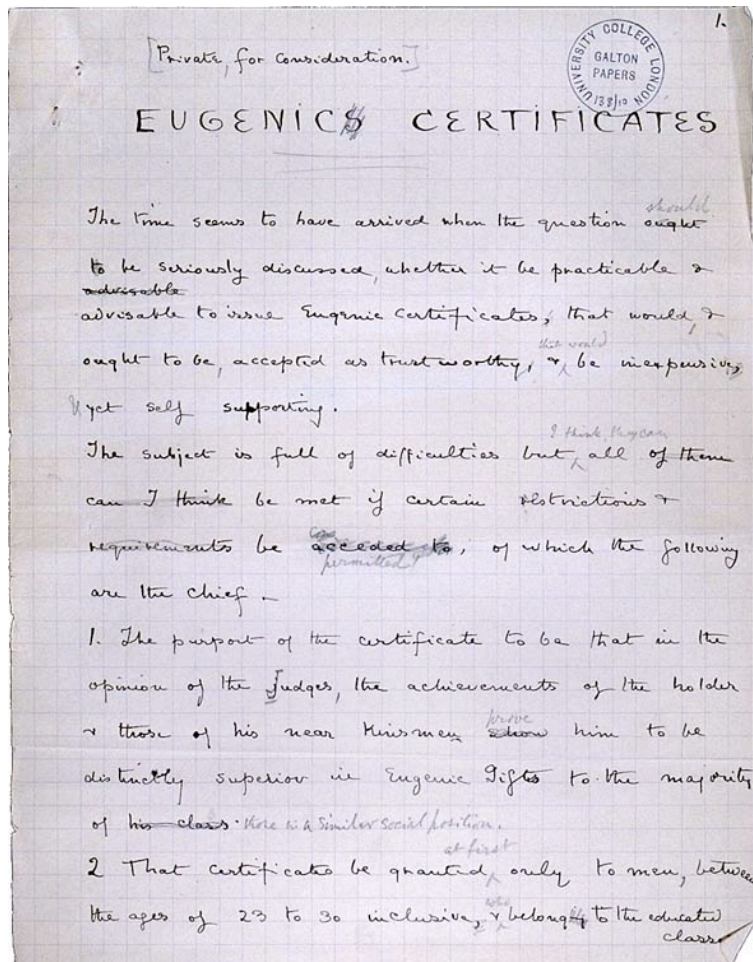 1.
[Private, for consideration.]
UNIVERSITY COLLEGE LONDON
GALTON
PAPERS
138/10
EUGENICS CERTIFICATES
should
The time seems to have arrived when the question ought
to be seriously discussed, whether it be practicable &
advisable
advisable to issue Eugenic Certificates, that would, &
that would
ought to be, accepted as trustworthy, & be inexpensive,
yet self supporting.
I think they can
The subject is full of difficulties but all of them
can I think be met if certain restrictions &
requirements be acceded to, of which the following
permitted
are the chief –
1. The purport of the certificate to be that in the
opinion of the Judges, the achievements of the holder
prove
& those of his near Kinsmen show him to be
distinctly superior in Eugenic Gifts to the majority
of his class. those in a similar social position.
at first
2 That certificates be granted only to men, between
who
the ages of 23 to 30 inclusive, & belong to the educated
classes